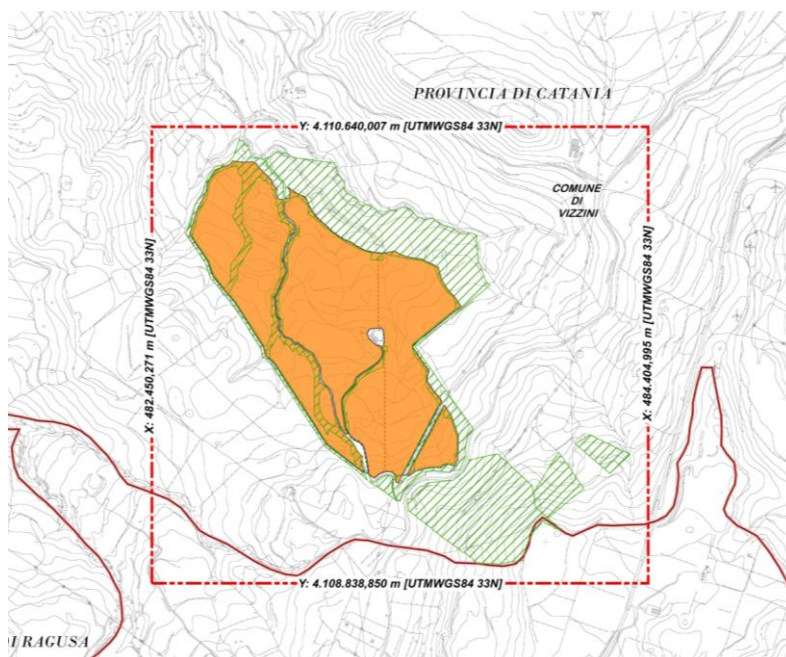 PROVINCIA DI CATANIA
Y: 4.110.640,007 m [UTMWGS84 33N]
COMUNE
DI
VIZZINI
X: 482.450,271 m [UTMWGS84 33N]
X: 484.404,995 m [UTMWGS84 33N]
Y: 4.108.838,850 m [UTMWGS84 33N]
DI RAGUSA